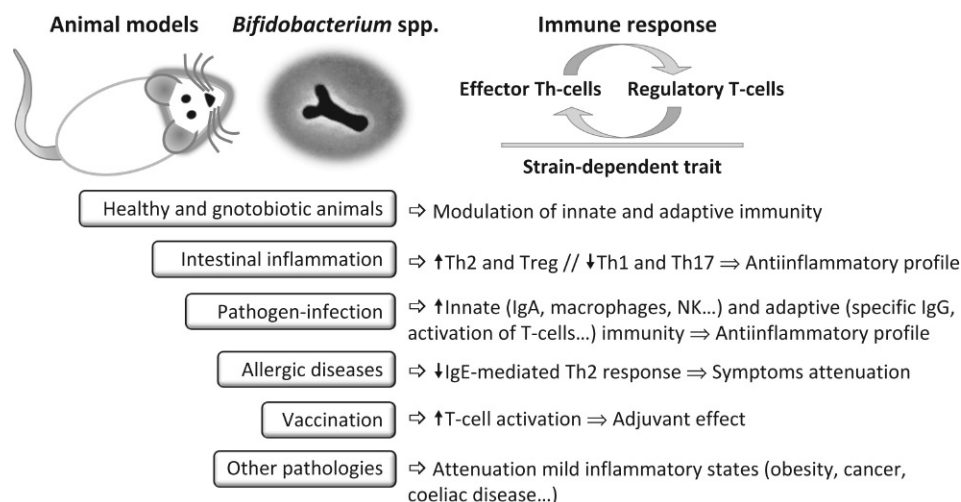 Animal models
Bifidobacterium spp.
Immune response
Effector Th-cells
Regulatory T-cells
Strain-dependent trait
Healthy and gnotobiotic animals
⇨ Modulation of innate and adaptive immunity
Intestinal inflammation
⇨ ↑Th2 and Treg // ↓Th1 and Th17 ⇒ Antiinflammatory profile
Pathogen-infection
⇨ ↑Innate (IgA, macrophages, NK...) and adaptive (specific IgG,
activation of T-cells...) immunity ⇒ Antiinflammatory profile
Allergic diseases
⇨ ↓IgE-mediated Th2 response ⇒ Symptoms attenuation
Vaccination
⇨ ↑T-cell activation ⇒ Adjuvant effect
Other pathologies
⇨ Attenuation mild inflammatory states (obesity, cancer,
coeliac disease...)